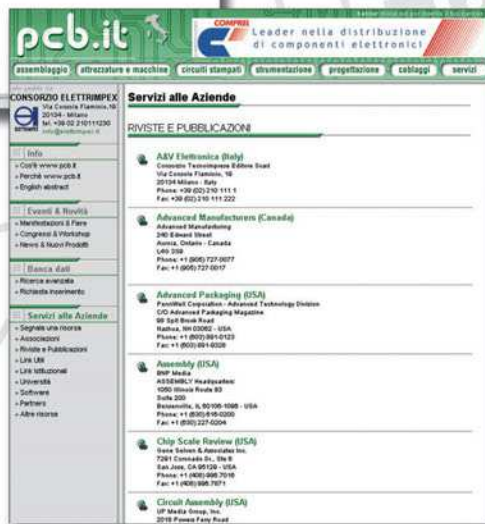 pcb.it
COMPREL
Leader nella distribuzione
di componenti elettronici
assemblaggio attrezzature e macchine circuiti stampati strumentazione progettazione cablaggi servizi
CONSORZIO ELETTRIMPEX
Via Console Flaminio, 19
20134 - Milano
tel. +39 02 210111230
info@elettrimpex.it
Info
» Cos'è www.pcb.it
» Perchè www.pcb.it
» English abstract
Eventi & Novità
» Manifestazioni & Fiere
» Congressi & Workshop
» News & Nuovi Prodotti
Banca dati
» Ricerca avanzata
» Richiesta inserimento
Servizi alle Aziende
» Segnala una risorsa
» Associazioni
» Riviste e Pubblicazioni
» Link Utili
» Link Istituzionali
» Università
» Software
» Partners
» Altre risorse
Servizi alle Aziende
RIVISTE E PUBBLICAZIONI
A&V Elettronica (Italy)
Consorzio Tecnoimprese Editore Scarl
Via Console Flaminio, 19
20134 Milano - Italy
Phone: +39 (02) 210 111 1
Fax: +39 (02) 210 111 222
Advanced Manufacturers (Canada)
Advanced Manufacturing
240 Edward Street
Aurora, Ontario - Canada
L4G 3S9
Phone: +1 (905) 727-0077
Fax: +1 (905) 727-0017
Advanced Packaging (USA)
PennWell Corporation - Advanced Technology Division
C/O Advanced Packaging Magazine
98 Spit Brook Road
Nashua, NH 03062 - USA
Phone: +1 (603) 891-0123
Fax: +1 (603) 891-9328
Assembly (USA)
BNP Media
ASSEMBLY Headquarters:
1050 Illinois Route 83
Suite 200
Bensenville, IL 60106-1096 - USA
Phone: +1 (630) 616-0200
Fax: +1 (630) 227-0204
Chip Scale Review (USA)
Gene Selven & Associates Inc.
7291 Coronado Dr., Ste 8
San Jose, CA 95129 - USA
Phone: +1 (408) 996.7016
Fax: +1 (408) 996.7871
Circuit Assembly (USA)
UP Media Group, Inc.
2018 Powers Ferry Road